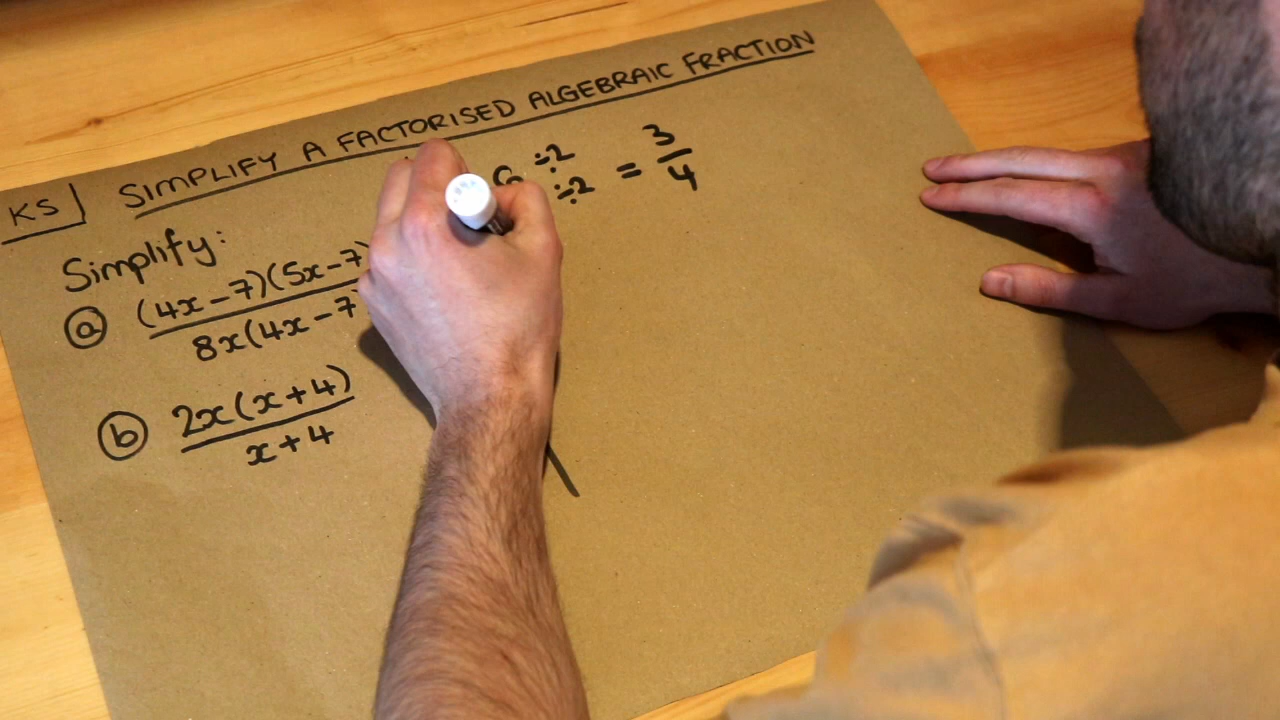 KS
SIMPLIFY A FACTORISED ALGEBRAIC FRACTION
6 ÷2
÷2
= 3
4
Simplify:
a (4x - 7)(5x - 7)
8x(4x - 7
b 2x(x + 4)
x + 4